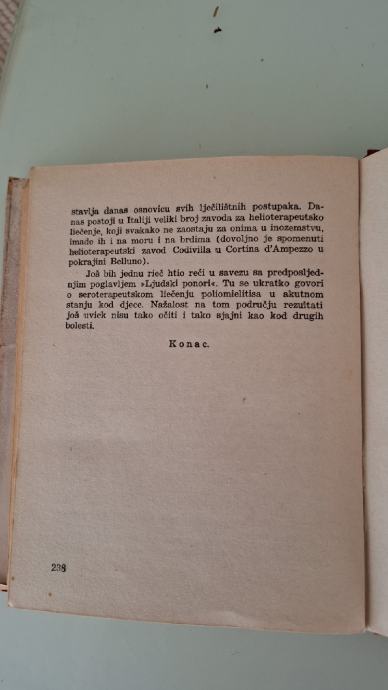 stavlja danas osnovicu svih lječilištnih postupaka. Da-
nas postoji u Italiji veliki broj zavoda za helioterapeutsko
liečenje, koji svakako ne zaostaju za onima u inozemstvu,
imade ih i na moru i na brdima (dovoljno je spomenuti
helioterapeutski zavod Codivilla u Cortina d'Ampezzo u
pokrajini Belluno).
Još bih jednu rieč htio reći u savezu sa predposljed-
njim poglavljem »Ljudski ponori«. Tu se ukratko govori
o seroterapeutskom liečenju poliomielitisa u akutnom
stanju kod djece. Nažalost na tom području rezultati
još uviek nisu tako očiti i tako sjajni kao kod drugih
bolesti.
Konac.
238